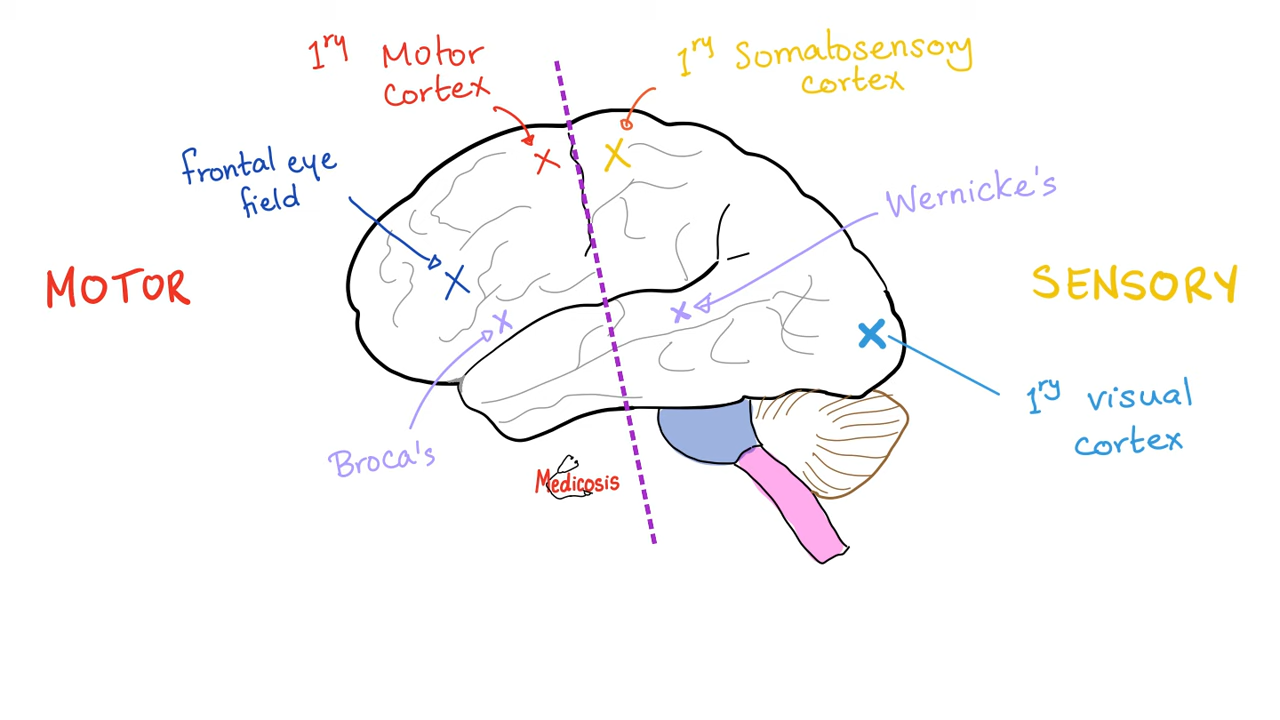 1ry Motor
cortex
1ry Somatosensory
cortex
frontal eye
field
Wernicke's
MOTOR
SENSORY
1ry visual
cortex
Broca's
Medicosis